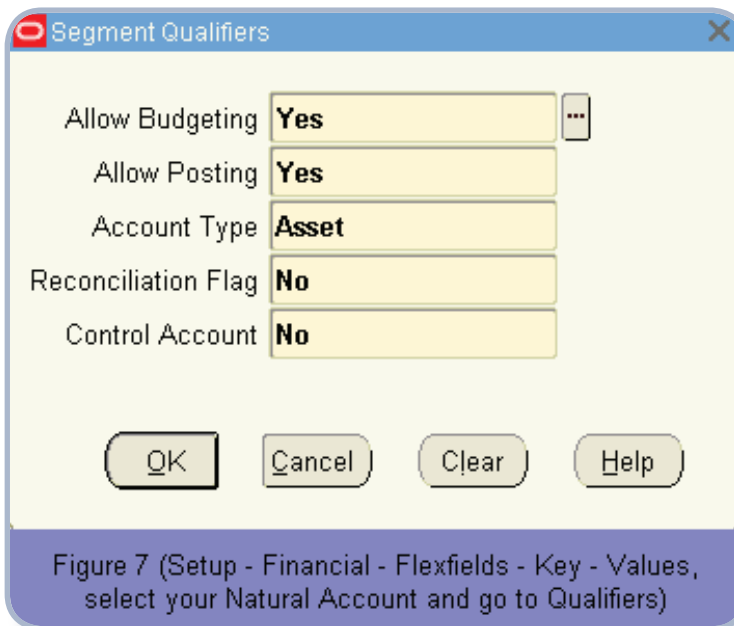 Segment Qualifiers
Allow Budgeting Yes ...
Allow Posting Yes
Account Type Asset
Reconciliation Flag No
Control Account No
OK Cancel Clear Help
Figure 7 (Setup - Financial - Flexfields - Key - Values,
select your Natural Account and go to Qualifiers)